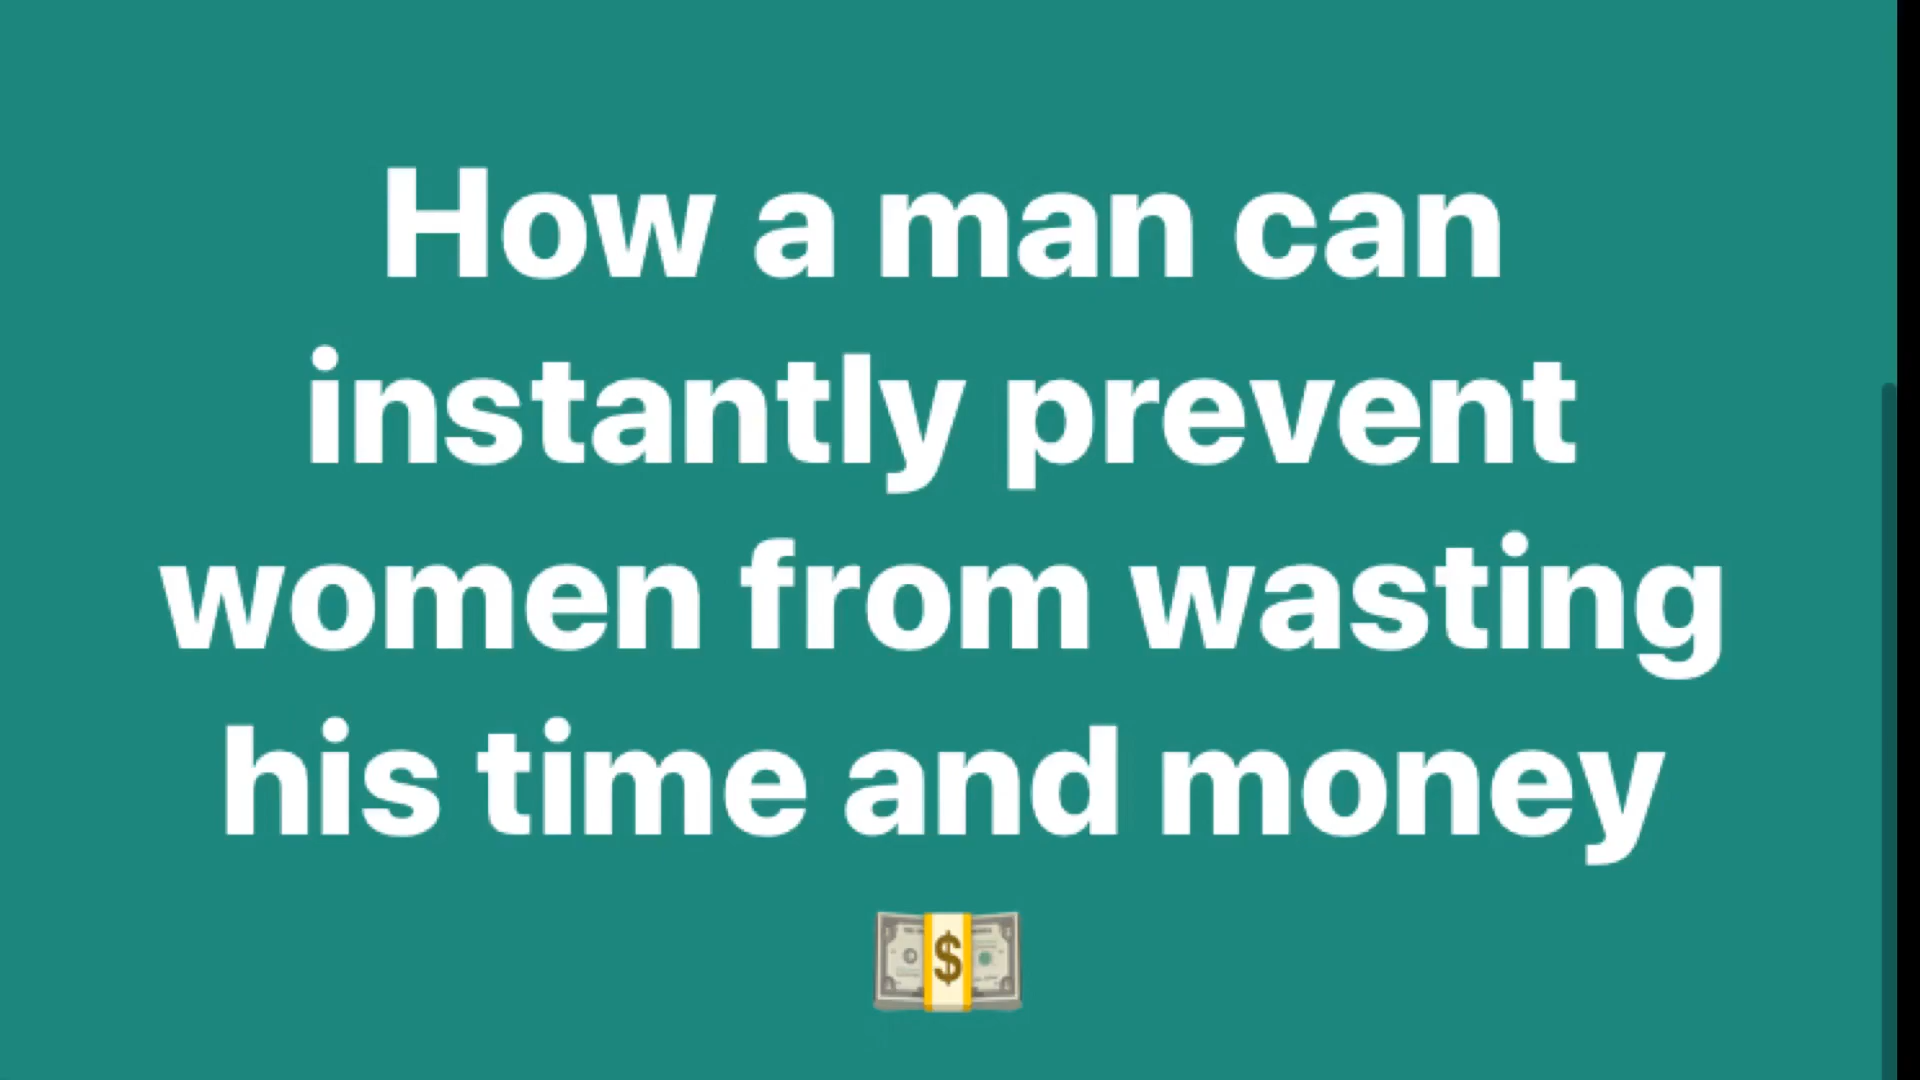 How a man can
instantly prevent
women from wasting
his time and money
💵